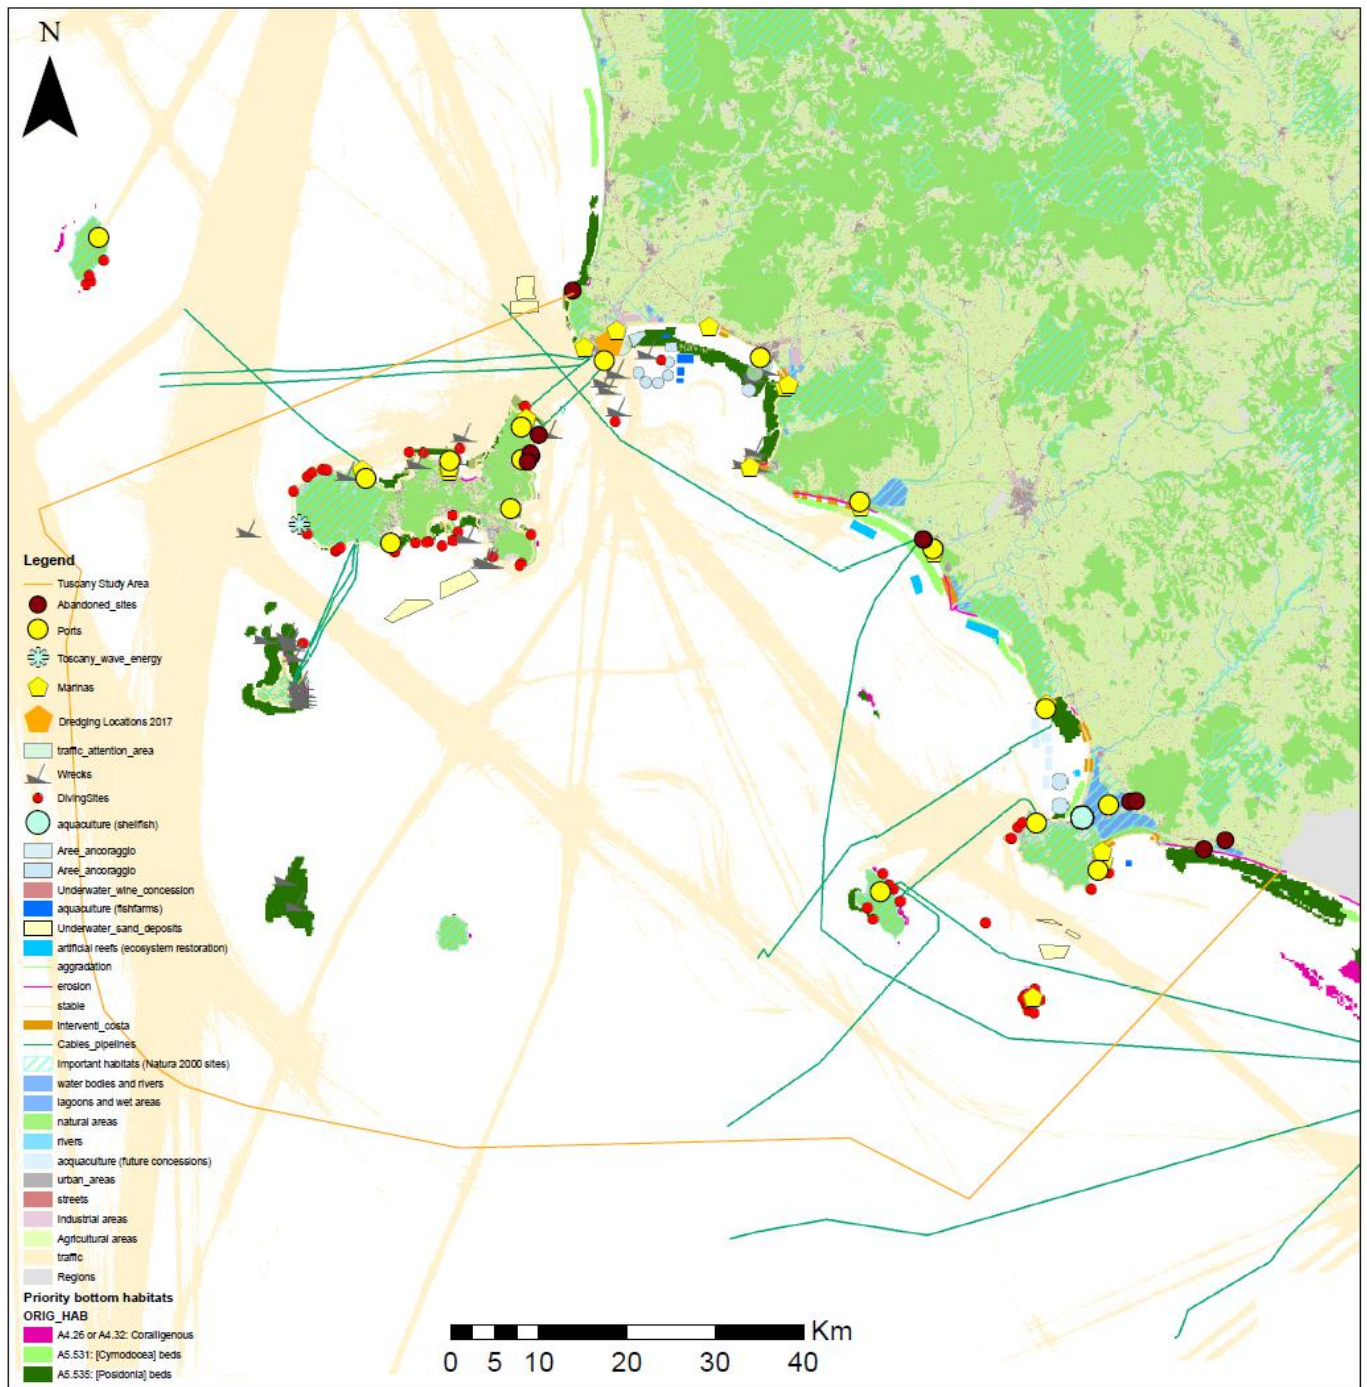 N
Legend
Tuscany Study Area
Abandoned_sites
Ports
Toscany_wave_energy
Marinas
Dredging Locations 2017
traffic_attention_area
Wrecks
DivingSites
aquaculture (shellfish)
Aree_ancoraggio
Aree_ancoraggio
Underwater_wine_concession
aquaculture (fishfarms)
Underwater_sand_deposits
artificial reefs (ecosystem restoration)
aggradation
erosion
stable
Interventi_costa
Cables_pipelines
Important habitats (Natura 2000 sites)
water bodies and rivers
lagoons and wet areas
natural areas
rivers
acquaculture (future concessions)
urban_areas
streets
Industrial areas
Agricultural areas
traffic
Regions
Priority bottom habitats
ORIG_HAB
A4.26 or A4.32: Coralligenous
A5.531: [Cymodocea] beds
A5.535: [Posidonia] beds
Km
0 5 10 20 30 40